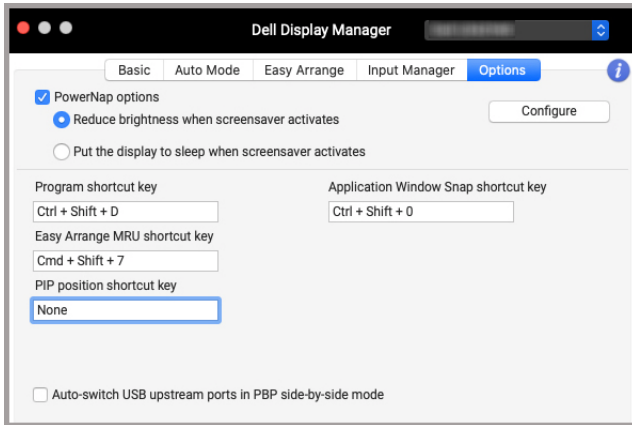 Dell Display Manager
Basic Auto Mode Easy Arrange Input Manager Options
i
PowerNap options
Configure
Reduce brightness when screensaver activates
Put the display to sleep when screensaver activates
Program shortcut key
Application Window Snap shortcut key
Ctrl + Shift + D
Ctrl + Shift + 0
Easy Arrange MRU shortcut key
Cmd + Shift + 7
PIP position shortcut key
None
Auto-switch USB upstream ports in PBP side-by-side mode